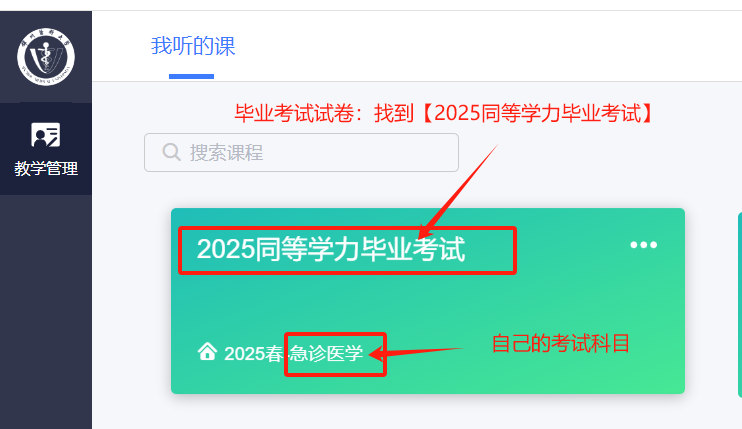 我听的课
毕业考试试卷：找到【2025同等学力毕业考试】
搜索课程
教学管理
2025同等学力毕业考试
2025春-急诊医学
自己的考试科目